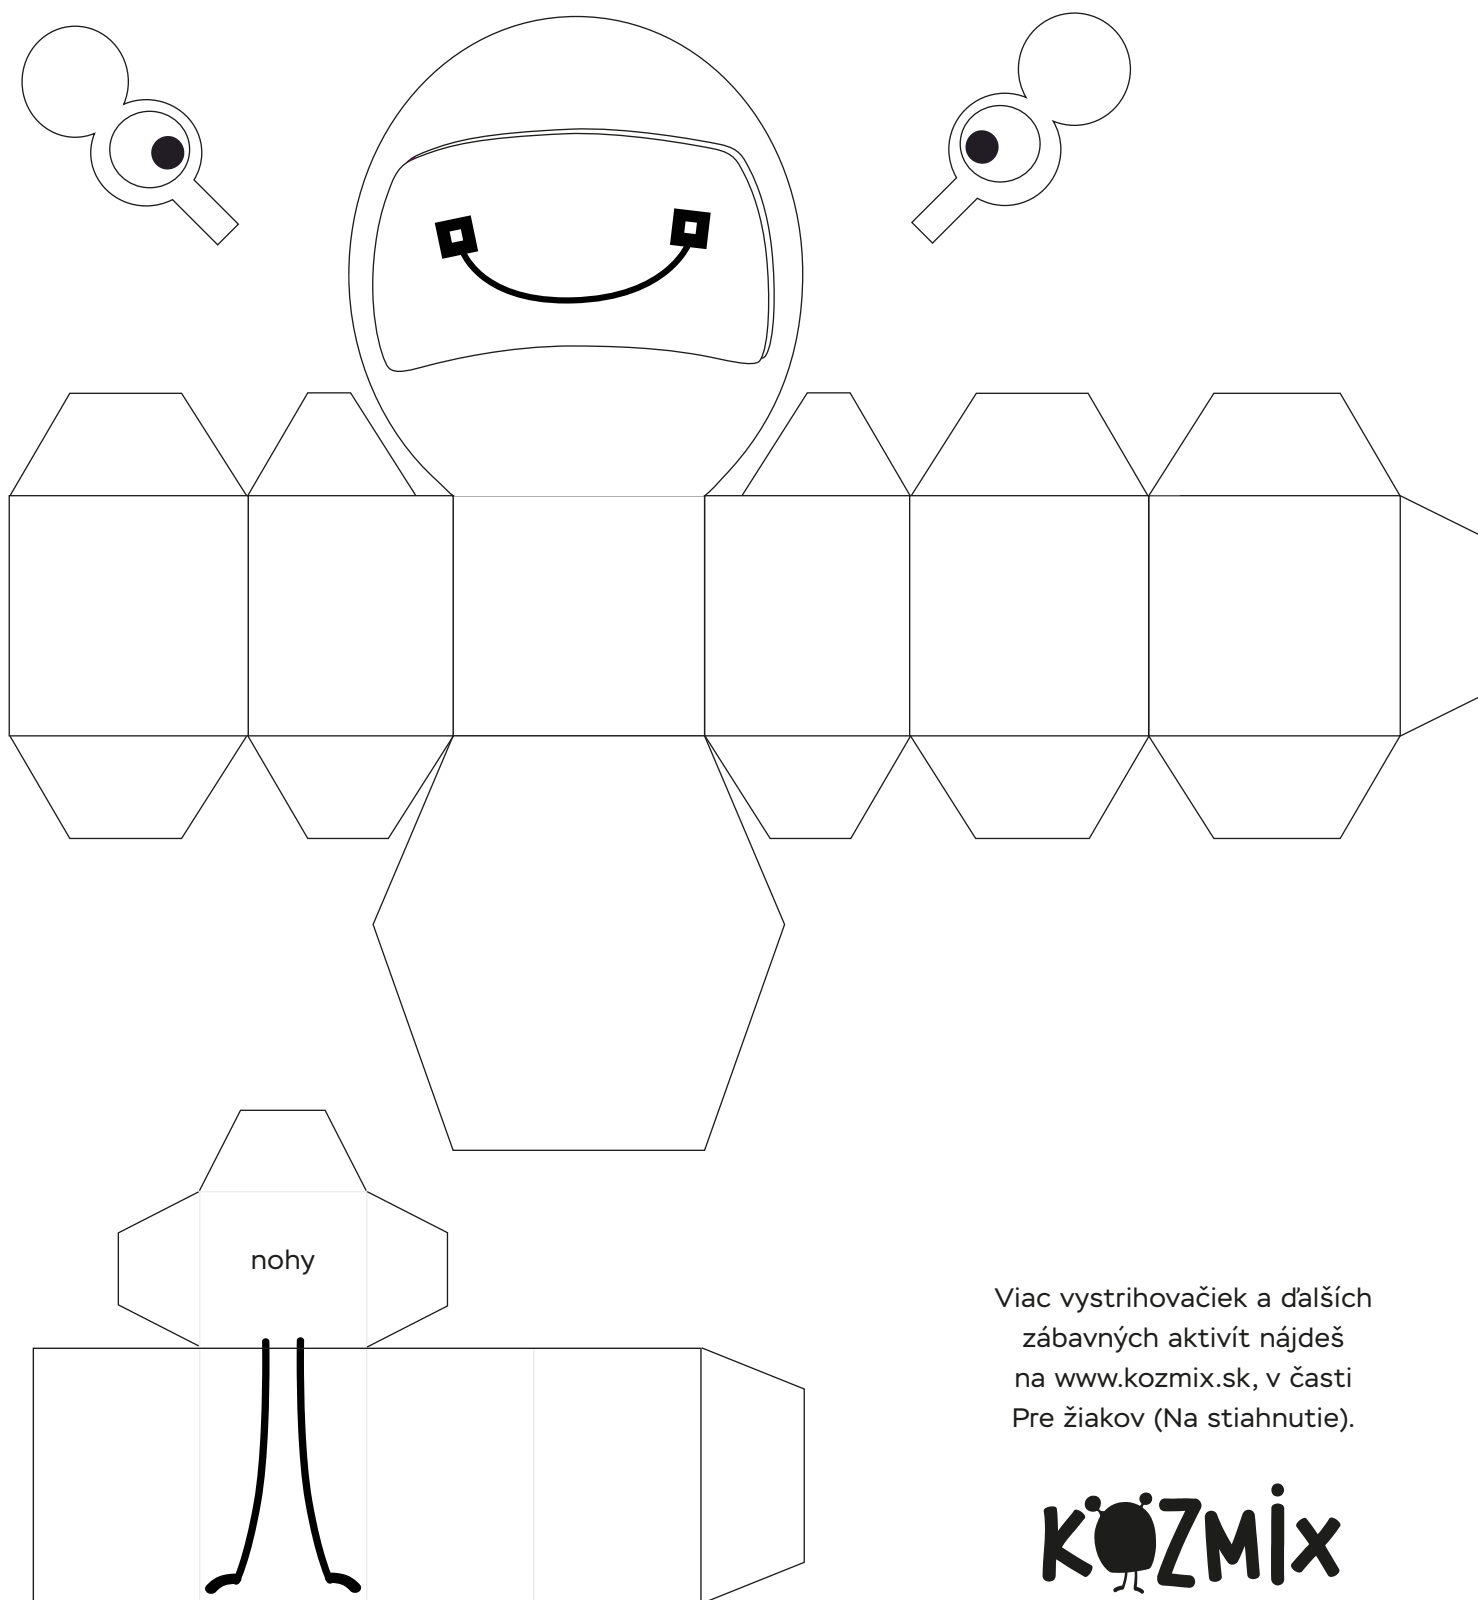 nohy
Viac vystrihovačiek a ďalších
zábavných aktivít nájdeš
na www.kozmix.sk, v časti
Pre žiakov (Na stiahnutie).
KOZMiX